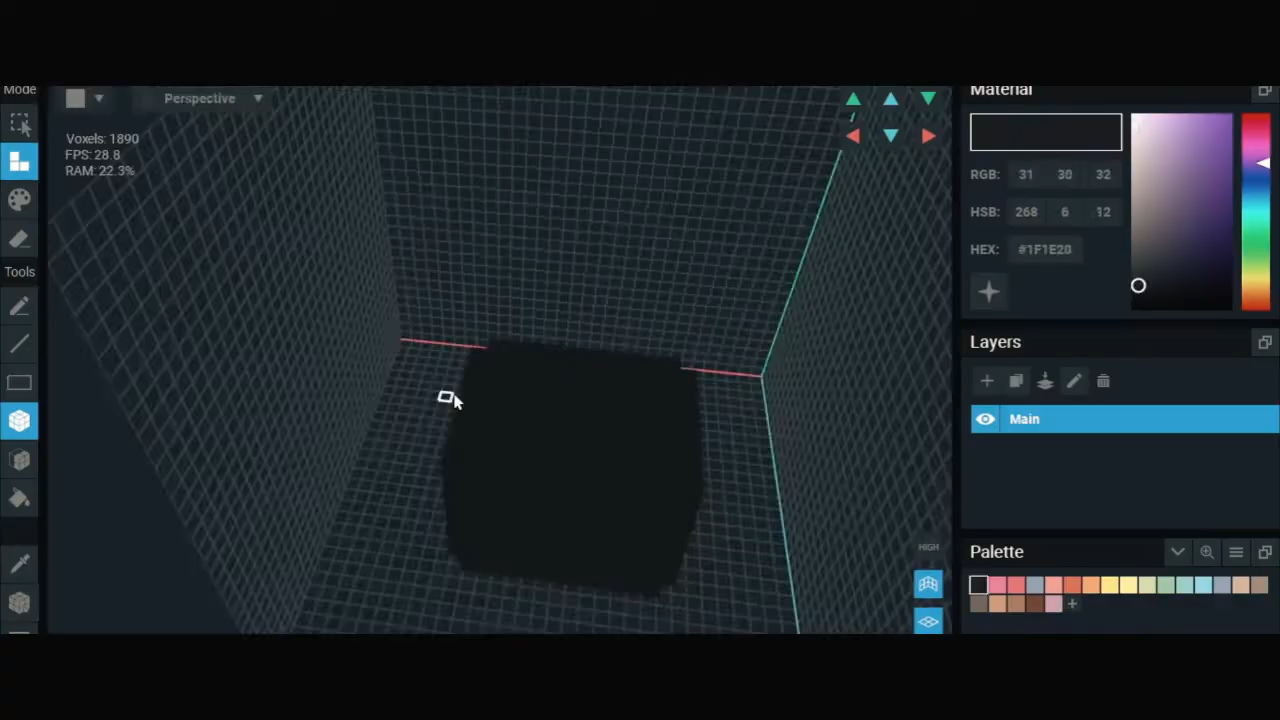 Mode
Perspective
Voxels: 1890
FPS: 28.8
RAM: 22.3%
Tools
HIGH
Material
RGB: 31 30 32
HSB: 268 6 12
HEX: #1F1E20
Layers
Main
Palette